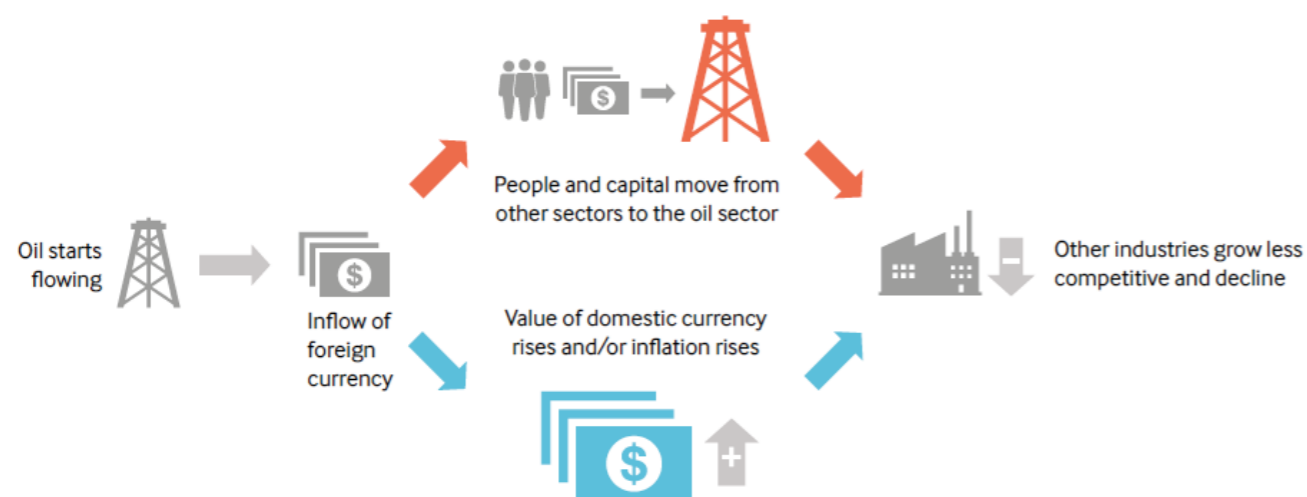 Oil starts
flowing
$
Inflow of
foreign
currency
$
People and capital move from
other sectors to the oil sector
Value of domestic currency
rises and/or inflation rises
$
+
-
Other industries grow less
competitive and decline